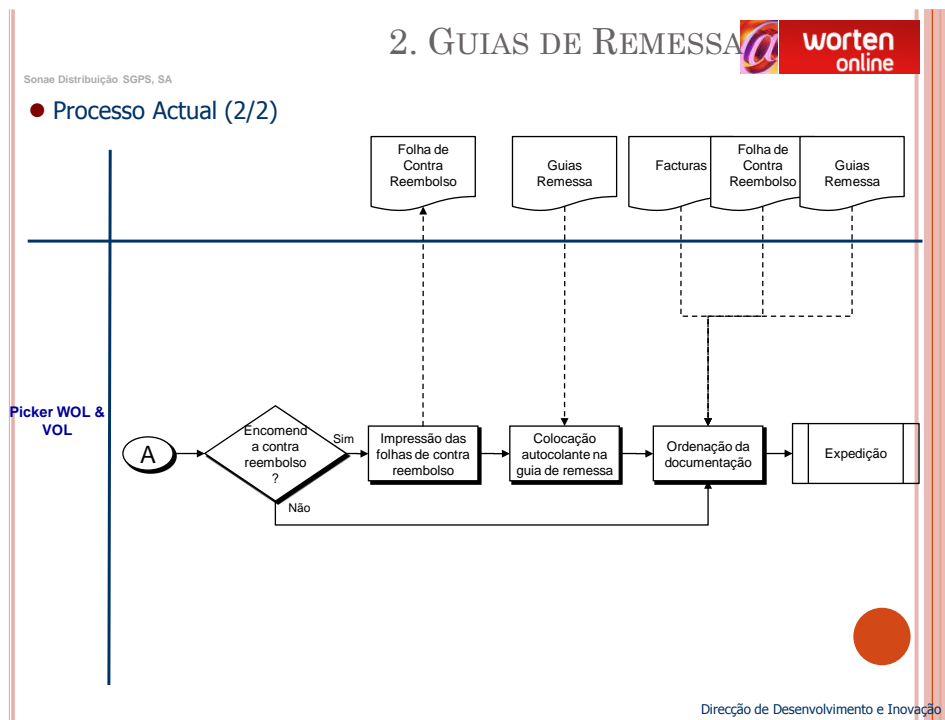 2. GUIAS DE REMESSA
@ worten
online
Sonae Distribuição SGPS, SA
Processo Actual (2/2)
Folha de
Contra
Reembolso
Guias
Remessa
Facturas
Folha de
Contra
Reembolso
Guias
Remessa
Picker WOL &
VOL
A
Encomend
a contra
reembolso
?
Sim
Não
Impressão das
folhas de contra
reembolso
Colocação
autocolante na
guia de remessa
Ordenação da
documentação
Expedição
Direcção de Desenvolvimento e Inovação